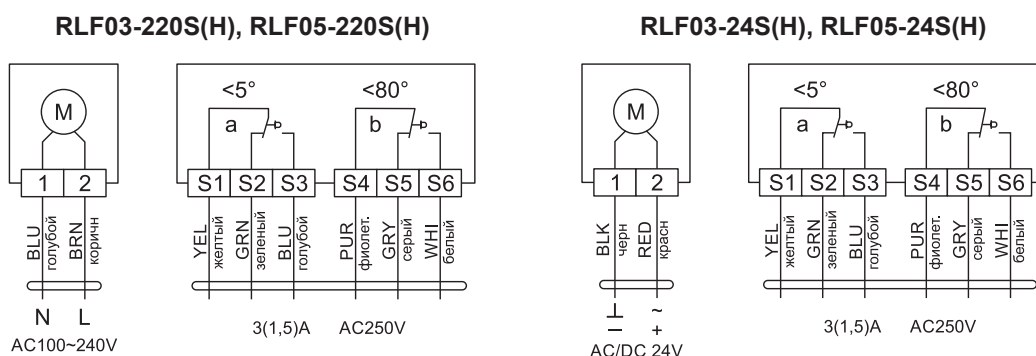 RLF03-220S(H), RLF05-220S(H)
M
1 2
BLU голубой
BRN коричн
N L
AC100~240V
<5° <80°
a b
S1 S2 S3 S4 S5 S6
YEL желтый
GRN зеленый
BLU голубой
PUR фиолет.
GRY серый
WHI белый
3(1,5)A AC250V
RLF03-24S(H), RLF05-24S(H)
M
1 2
BLK черн
RED красн
⊥ ~
− +
AC/DC 24V
<5° <80°
a b
S1 S2 S3 S4 S5 S6
YEL желтый
GRN зеленый
BLU голубой
PUR фиолет.
GRY серый
WHI белый
3(1,5)A AC250V